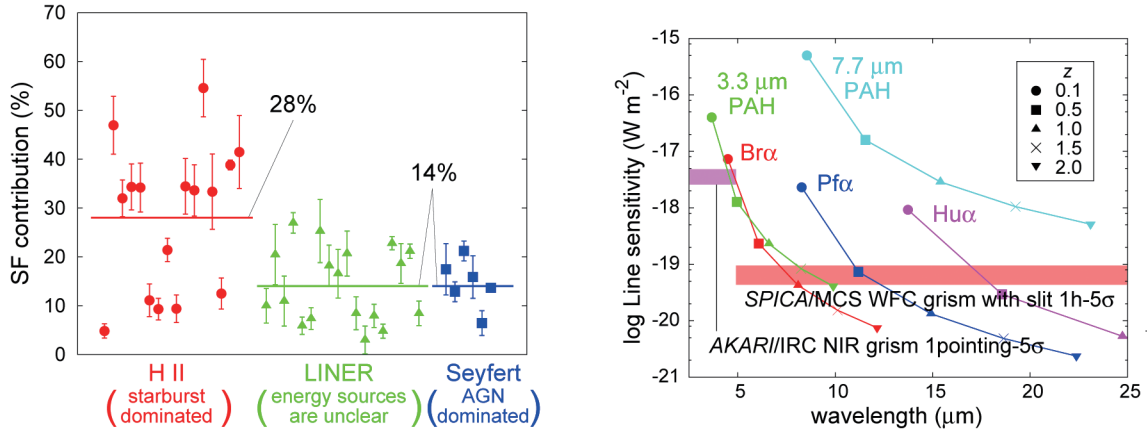 70
60
50
40
30
20
10
0
SF contribution (%)
28%
14%
H II
( starburst
dominated )
LINER
( energy sources
are unclear )
Seyfert
( AGN
dominated )
-15
-16
-17
-18
-19
-20
-21
log Line sensitivity (W m⁻²)
7.7 μm
PAH
3.3 μm
PAH
Brα
Pfα
Huα
z
0.1
0.5
1.0
1.5
2.0
SPICA/MCS WFC grism with slit 1h-5σ
AKARI/IRC NIR grism 1pointing-5σ
5
10
15
20
25
wavelength (μm)